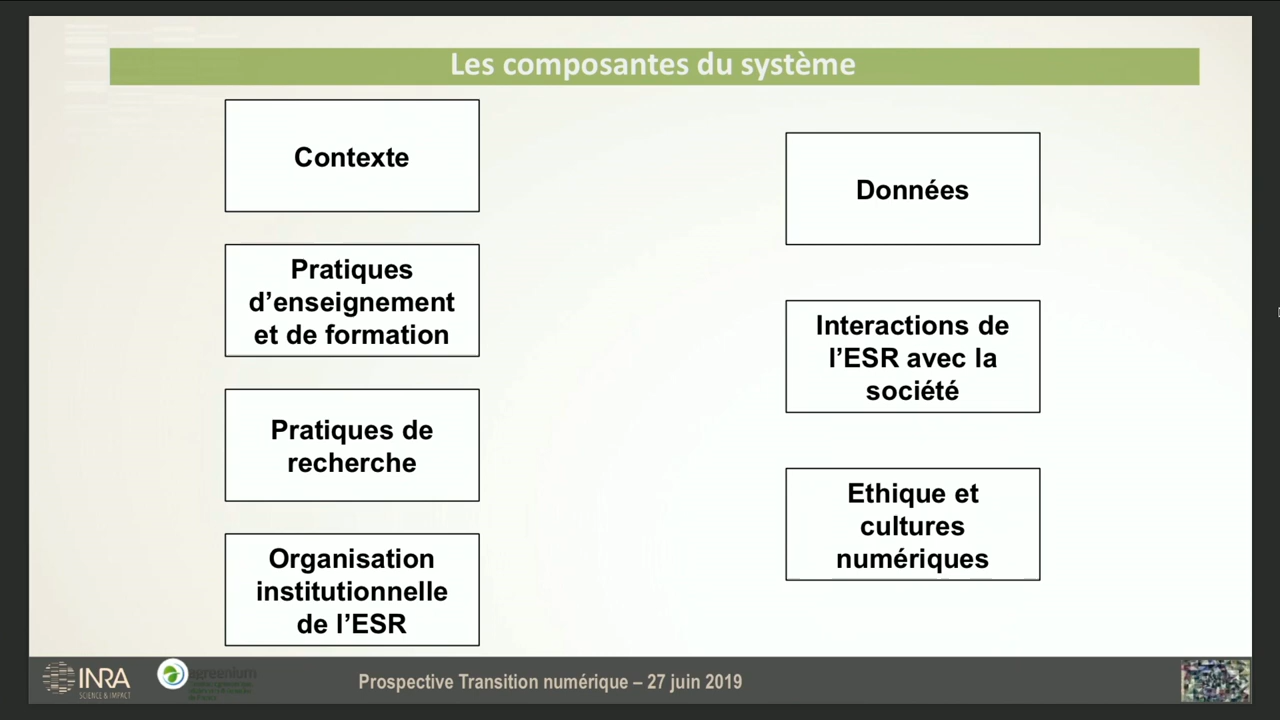 Les composantes du système
Contexte
Pratiques
d’enseignement
et de formation
Pratiques de
recherche
Organisation
institutionnelle
de l’ESR
Données
Interactions de
l’ESR avec la
société
Ethique et
cultures
numériques
INRA
SCIENCE & IMPACT
agreenium
Prospective Transition numérique – 27 juin 2019